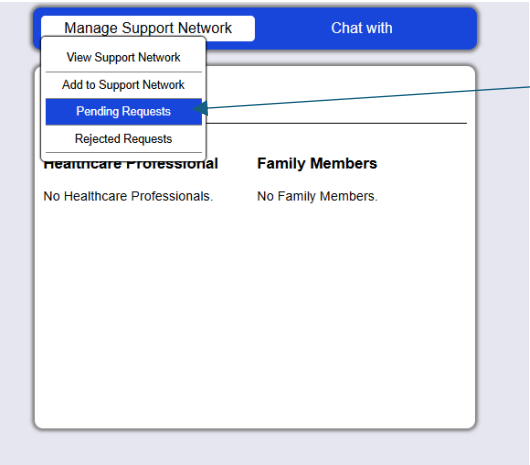 Manage Support Network
Chat with
View Support Network
Add to Support Network
Pending Requests
Rejected Requests
Healthcare Professional
Family Members
No Healthcare Professionals.
No Family Members.